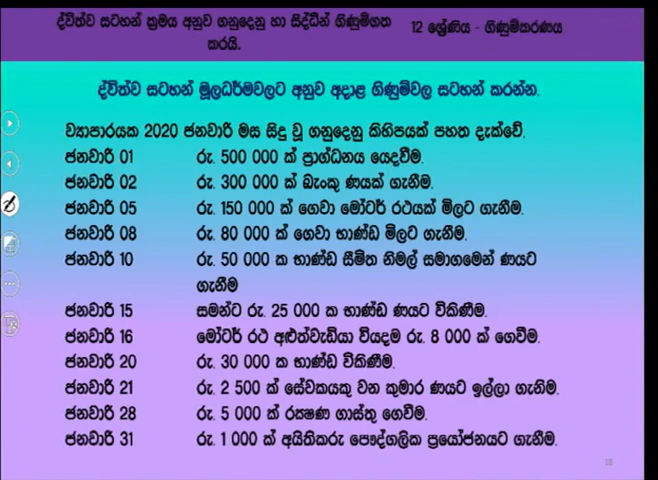 ද්විත්ව සටහන් ක්‍රමය අනුව ගනුදෙනු හා සිද්ධීන් ගිණුම්ගත
කරයි.
12 ශ්‍රේණිය - ගිණුම්කරණය
ද්විත්ව සටහන් මූලධර්මවලට අනුව අදාළ ගිණුම්වල සටහන් කරන්න.
ව්‍යාපාරයක 2020 ජනවාරි මස සිදු වූ ගනුදෙනු කිහිපයක් පහත දැක්වේ.
ජනවාරි 01 රු. 500 000 ක් ප්‍රාග්ධනය යෙදවීම.
ජනවාරි 02 රු. 300 000 ක් බැංකු ණයක් ගැනීම.
ජනවාරි 05 රු. 150 000 ක් ගෙවා මෝටර් රථයක් මිලට ගැනීම.
ජනවාරි 08 රු. 80 000 ක් ගෙවා භාණ්ඩ මිලට ගැනීම.
ජනවාරි 10 රු. 50 000 ක භාණ්ඩ සීමිත නිමල් සමාගමෙන් ණයට
ගැනීම
ජනවාරි 15 සමන්ට රු. 25 000 ක භාණ්ඩ ණයට විකිණීම.
ජනවාරි 16 මෝටර් රථ අළුත්වැඩියා වියදම රු. 8 000 ක් ගෙවීම.
ජනවාරි 20 රු. 30 000 ක භාණ්ඩ විකිණීම.
ජනවාරි 21 රු. 2 500 ක් සේවකයකු වන කුමාර ණයට ඉල්ලා ගැනිම.
ජනවාරි 28 රු. 5 000 ක් රක්‍ෂණ ගාස්තු ගෙවීම.
ජනවාරි 31 රු. 1 000 ක් අයිතිකරු පෞද්ගලික ප්‍රයෝජනයට ගැනීම.
18